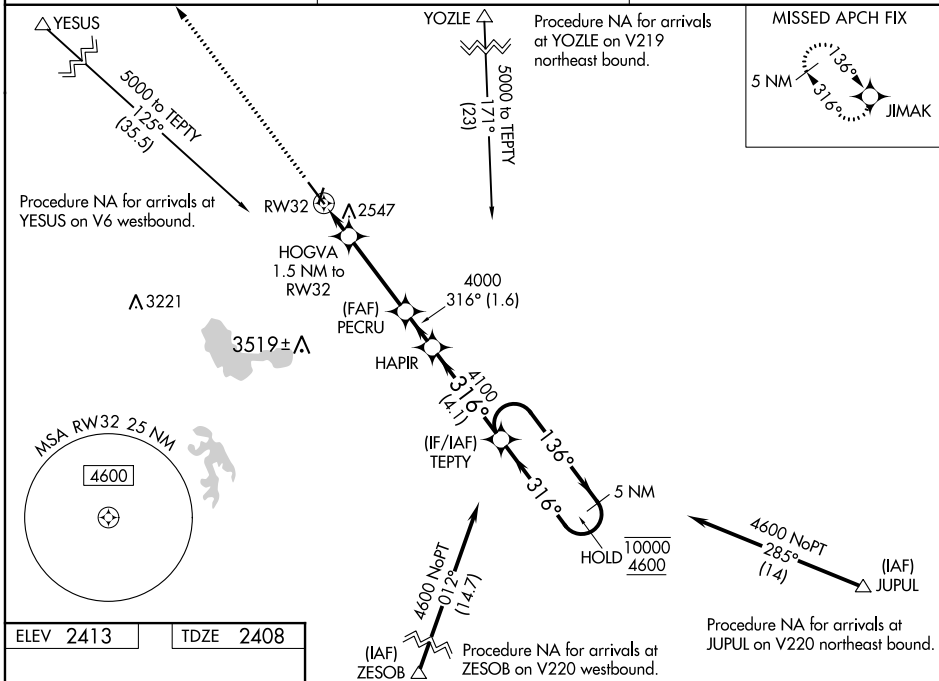 YESUS
5000 to TEPTY
125°
(35.5)
Procedure NA for arrivals at
YESUS on V6 westbound.
YOZLE
5000 to TEPTY
171°
(23)
Procedure NA for arrivals
at YOZLE on V219
northeast bound.
MISSED APCH FIX
5 NM
136°
316°
JIMAK
RW32
2547
HOGVA
1.5 NM to
RW32
3221
3519±
4000
316° (1.6)
(FAF)
PECRU
HAPIR
4100
316°
(4.1)
(IF/IAF)
TEPTY
136°
316°
5 NM
HOLD
10000
4600
MSA RW32 25 NM
4600
4600 NoPT
285°
(14)
(IAF)
JUPUL
Procedure NA for arrivals at
JUPUL on V220 northeast bound.
4600 NoPT
012°
(14.7)
(IAF)
ZESOB
Procedure NA for arrivals at
ZESOB on V220 westbound.
ELEV 2413
TDZE 2408